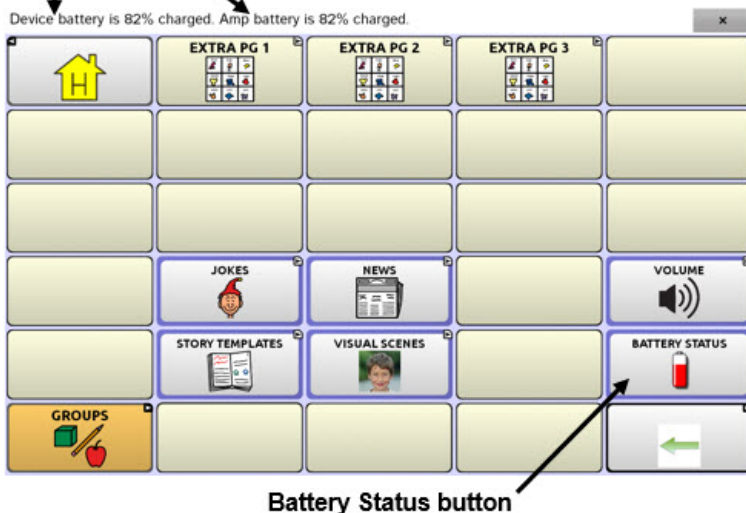 Device battery is 82% charged. Amp battery is 82% charged.
×
H
EXTRA PG 1
EXTRA PG 2
EXTRA PG 3
JOKES
NEWS
VOLUME
STORY TEMPLATES
VISUAL SCENES
BATTERY STATUS
GROUPS
Battery Status button